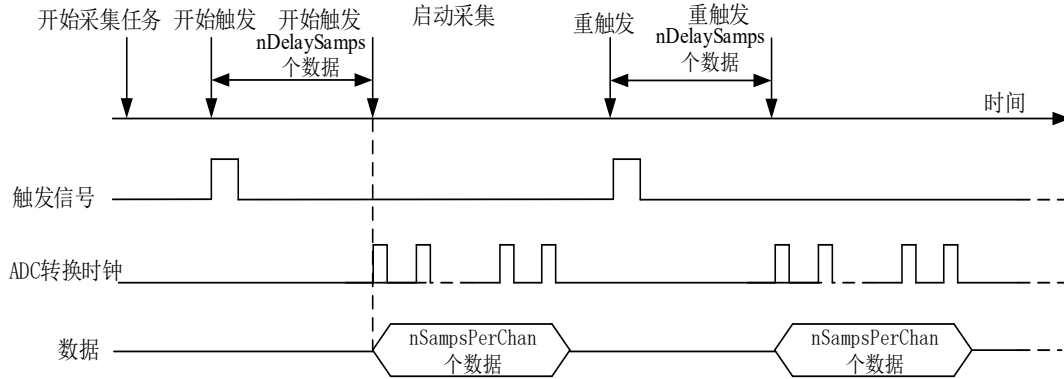 开始采集任务
开始触发
开始触发
nDelaySamps
个数据
启动采集
重触发
重触发
nDelaySamps
个数据
时间
触发信号
ADC转换时钟
数据
nSampsPerChan
个数据
nSampsPerChan
个数据